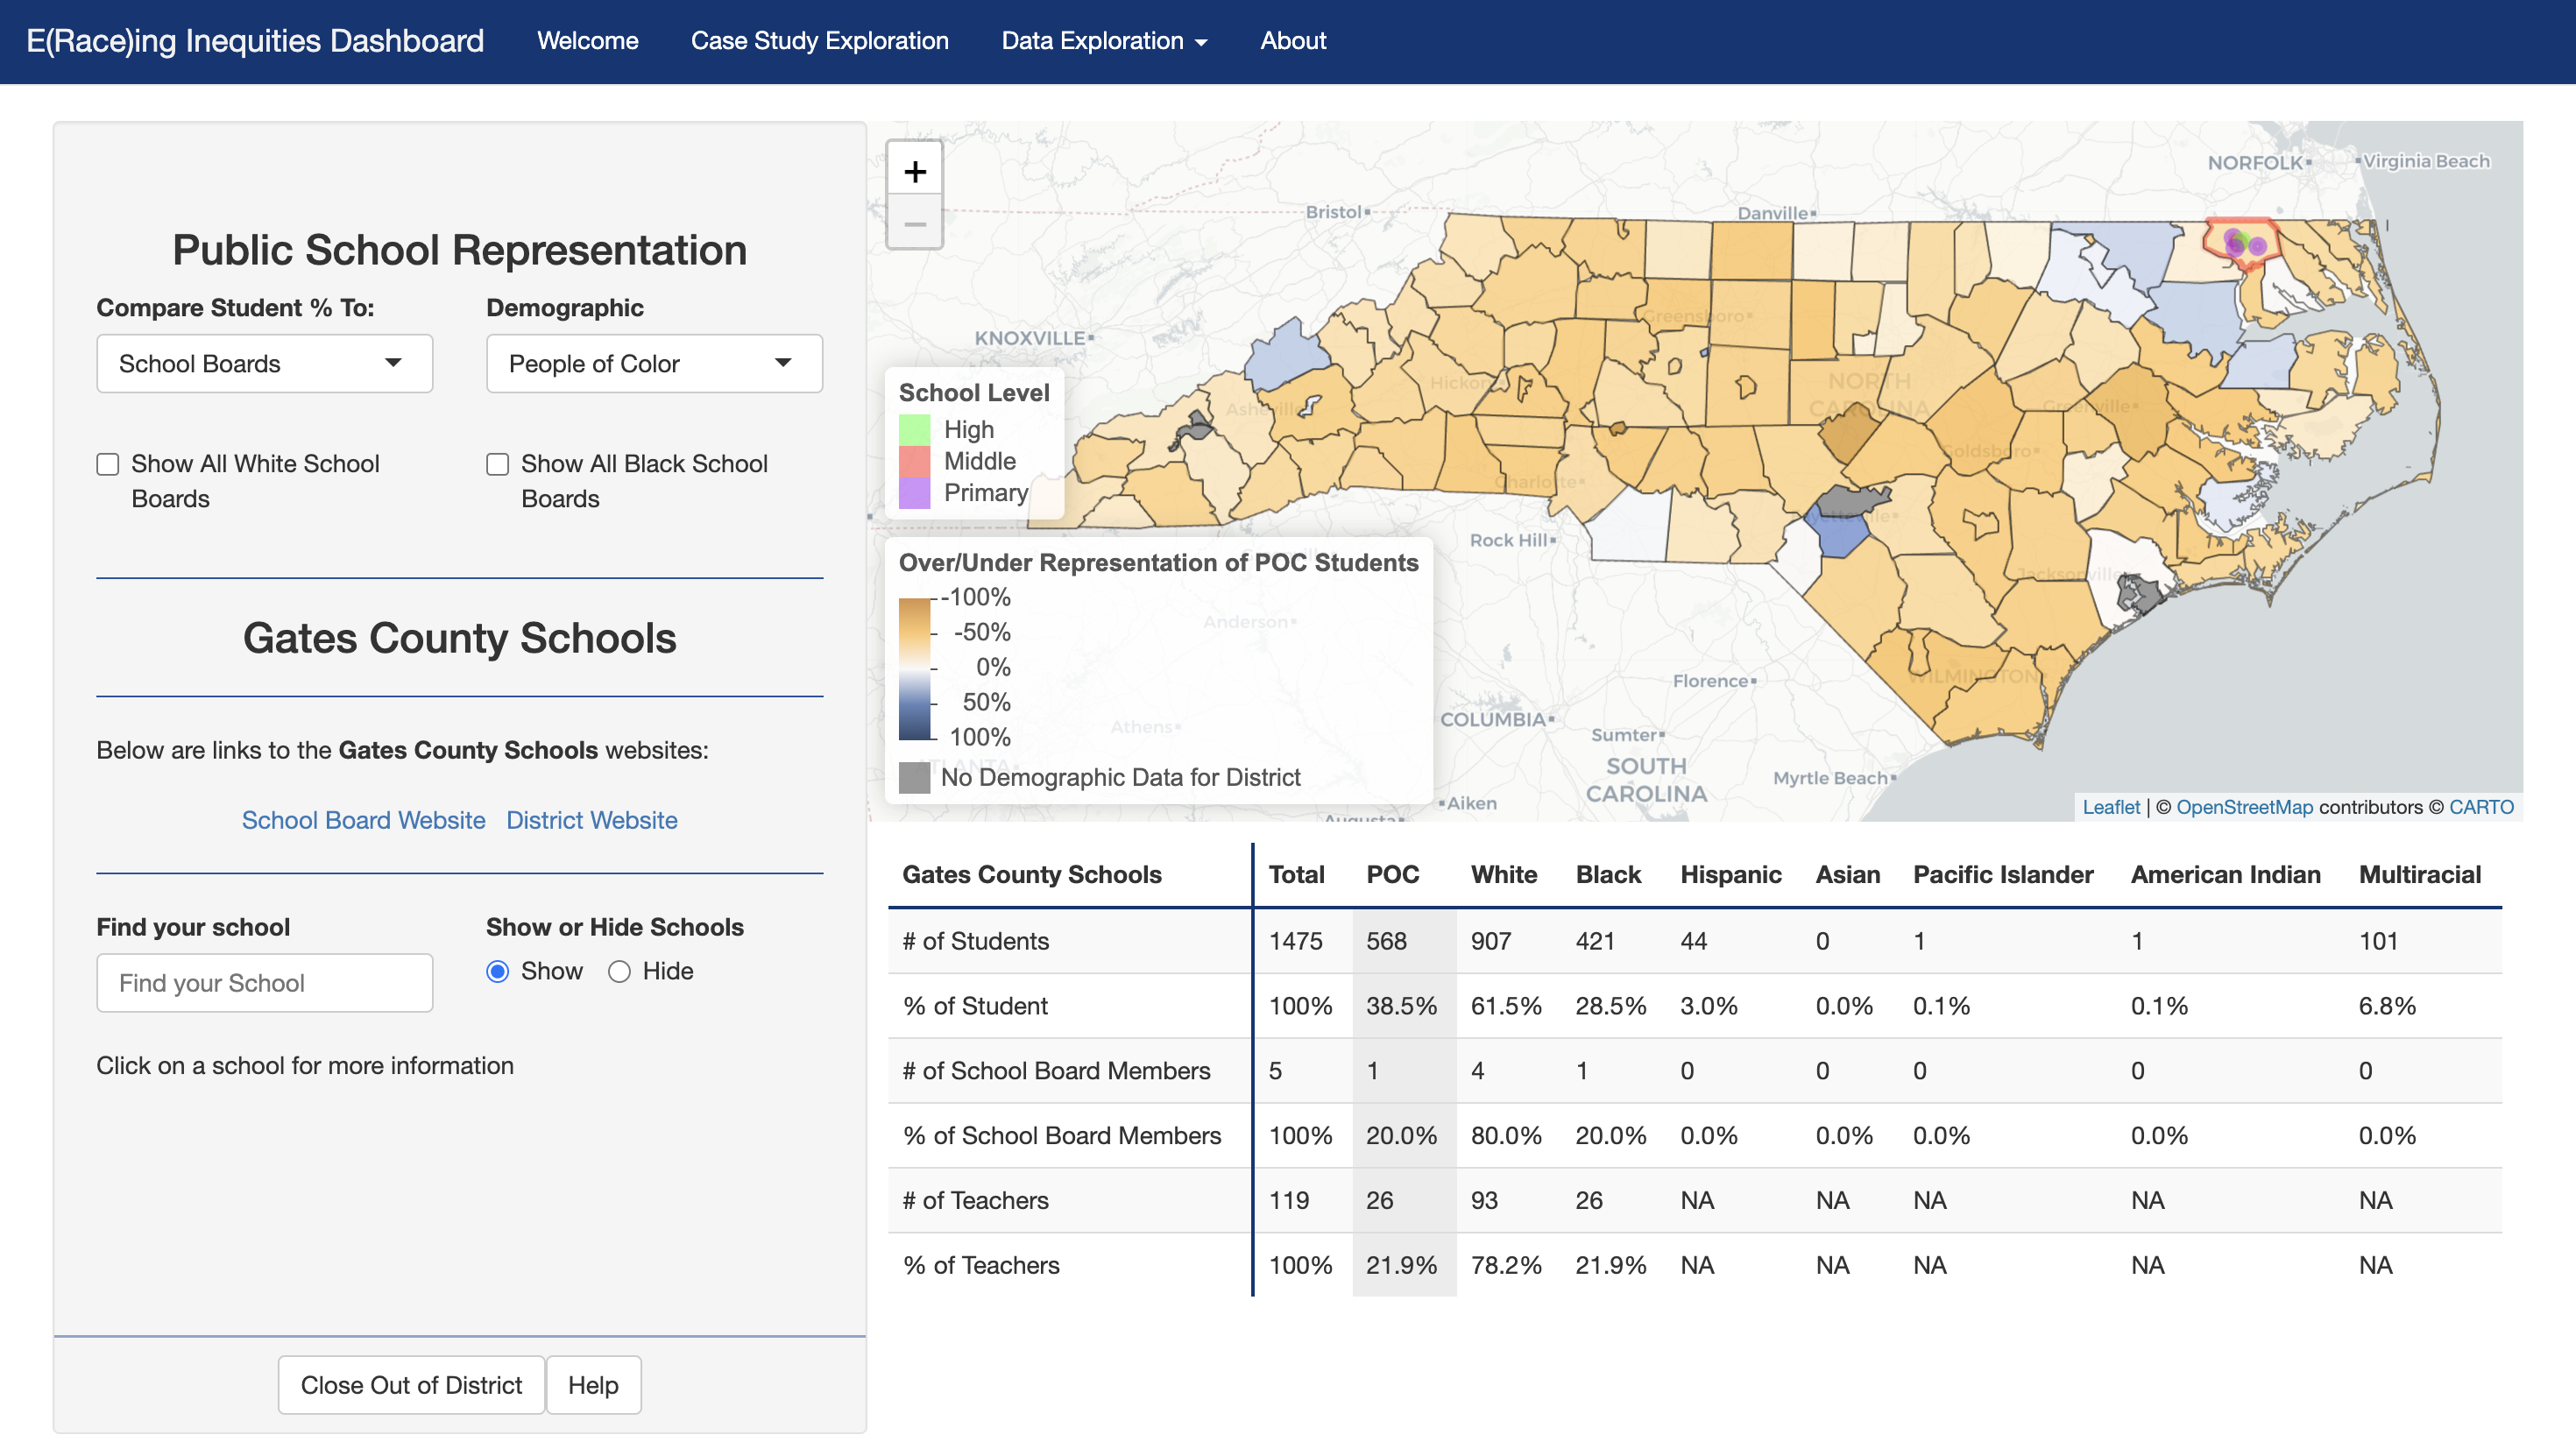 E(Race)ing Inequities Dashboard Welcome Case Study Exploration Data Exploration About
Public School Representation
Compare Student % To: Demographic
School Boards People of Color
Show All White School Boards
Show All Black School Boards
Gates County Schools
Below are links to the Gates County Schools websites:
School Board Website District Website
Find your school Show or Hide Schools
Find your School Show Hide
Click on a school for more information
Close Out of District Help
+
−
NORFOLK
Virginia Beach
Bristol
Danville
KNOXVILLE
Greensboro
Hickory
NORTH
CAROLINA
Asheville
Greenville
Goldsboro
Charlotte
Rock Hill
Jacksonville
Anderson
WILMINGTON
Florence
COLUMBIA
Athens
Sumter
ATLANTA
SOUTH
CAROLINA
Myrtle Beach
Aiken
Augusta
School Level
High
Middle
Primary
Over/Under Representation of POC Students
-100%
-50%
0%
50%
100%
No Demographic Data for District
Leaflet | © OpenStreetMap contributors © CARTO
Gates County Schools Total POC White Black Hispanic Asian Pacific Islander American Indian Multiracial
# of Students 1475 568 907 421 44 0 1 1 101
% of Student 100% 38.5% 61.5% 28.5% 3.0% 0.0% 0.1% 0.1% 6.8%
# of School Board Members 5 1 4 1 0 0 0 0 0
% of School Board Members 100% 20.0% 80.0% 20.0% 0.0% 0.0% 0.0% 0.0% 0.0%
# of Teachers 119 26 93 26 NA NA NA NA NA
% of Teachers 100% 21.9% 78.2% 21.9% NA NA NA NA NA